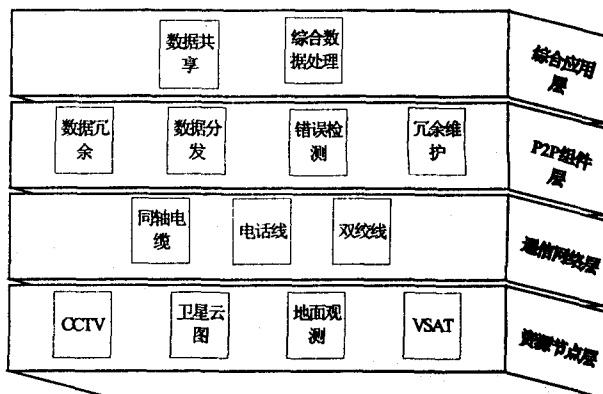 数据共
享
综合数
据处理
综合应用
层
数据冗
余
数据分
发
错误检
测
冗余维
护
P2P组件
层
同轴电
缆
电话线
双绞线
通信网络层
CCTV
卫星云
图
地面观
测
VSAT
资源节点层